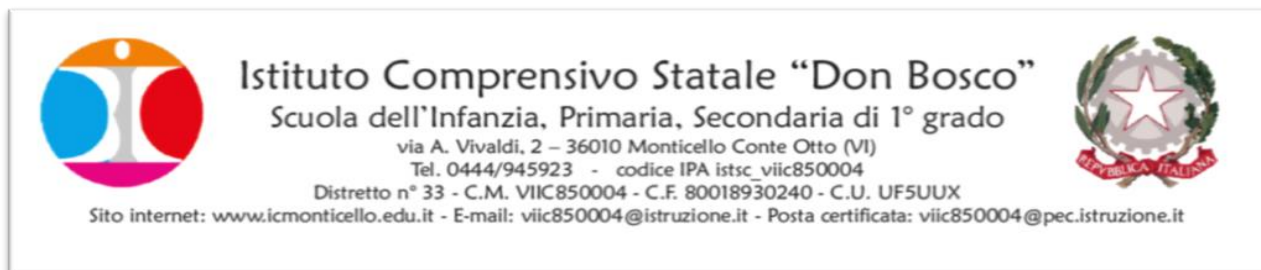 Istituto Comprensivo Statale “Don Bosco”
Scuola dell'Infanzia, Primaria, Secondaria di 1° grado
via A. Vivaldi, 2 – 36010 Monticello Conte Otto (VI)
Tel. 0444/945923 - codice IPA istsc_viic850004
Distretto n° 33 - C.M. VIIC850004 - C.F. 80018930240 - C.U. UF5UUX
Sito internet: www.icmonticello.edu.it - E-mail: viic850004@istruzione.it - Posta certificata: viic850004@pec.istruzione.it
REPVBBLICA ITALIANA